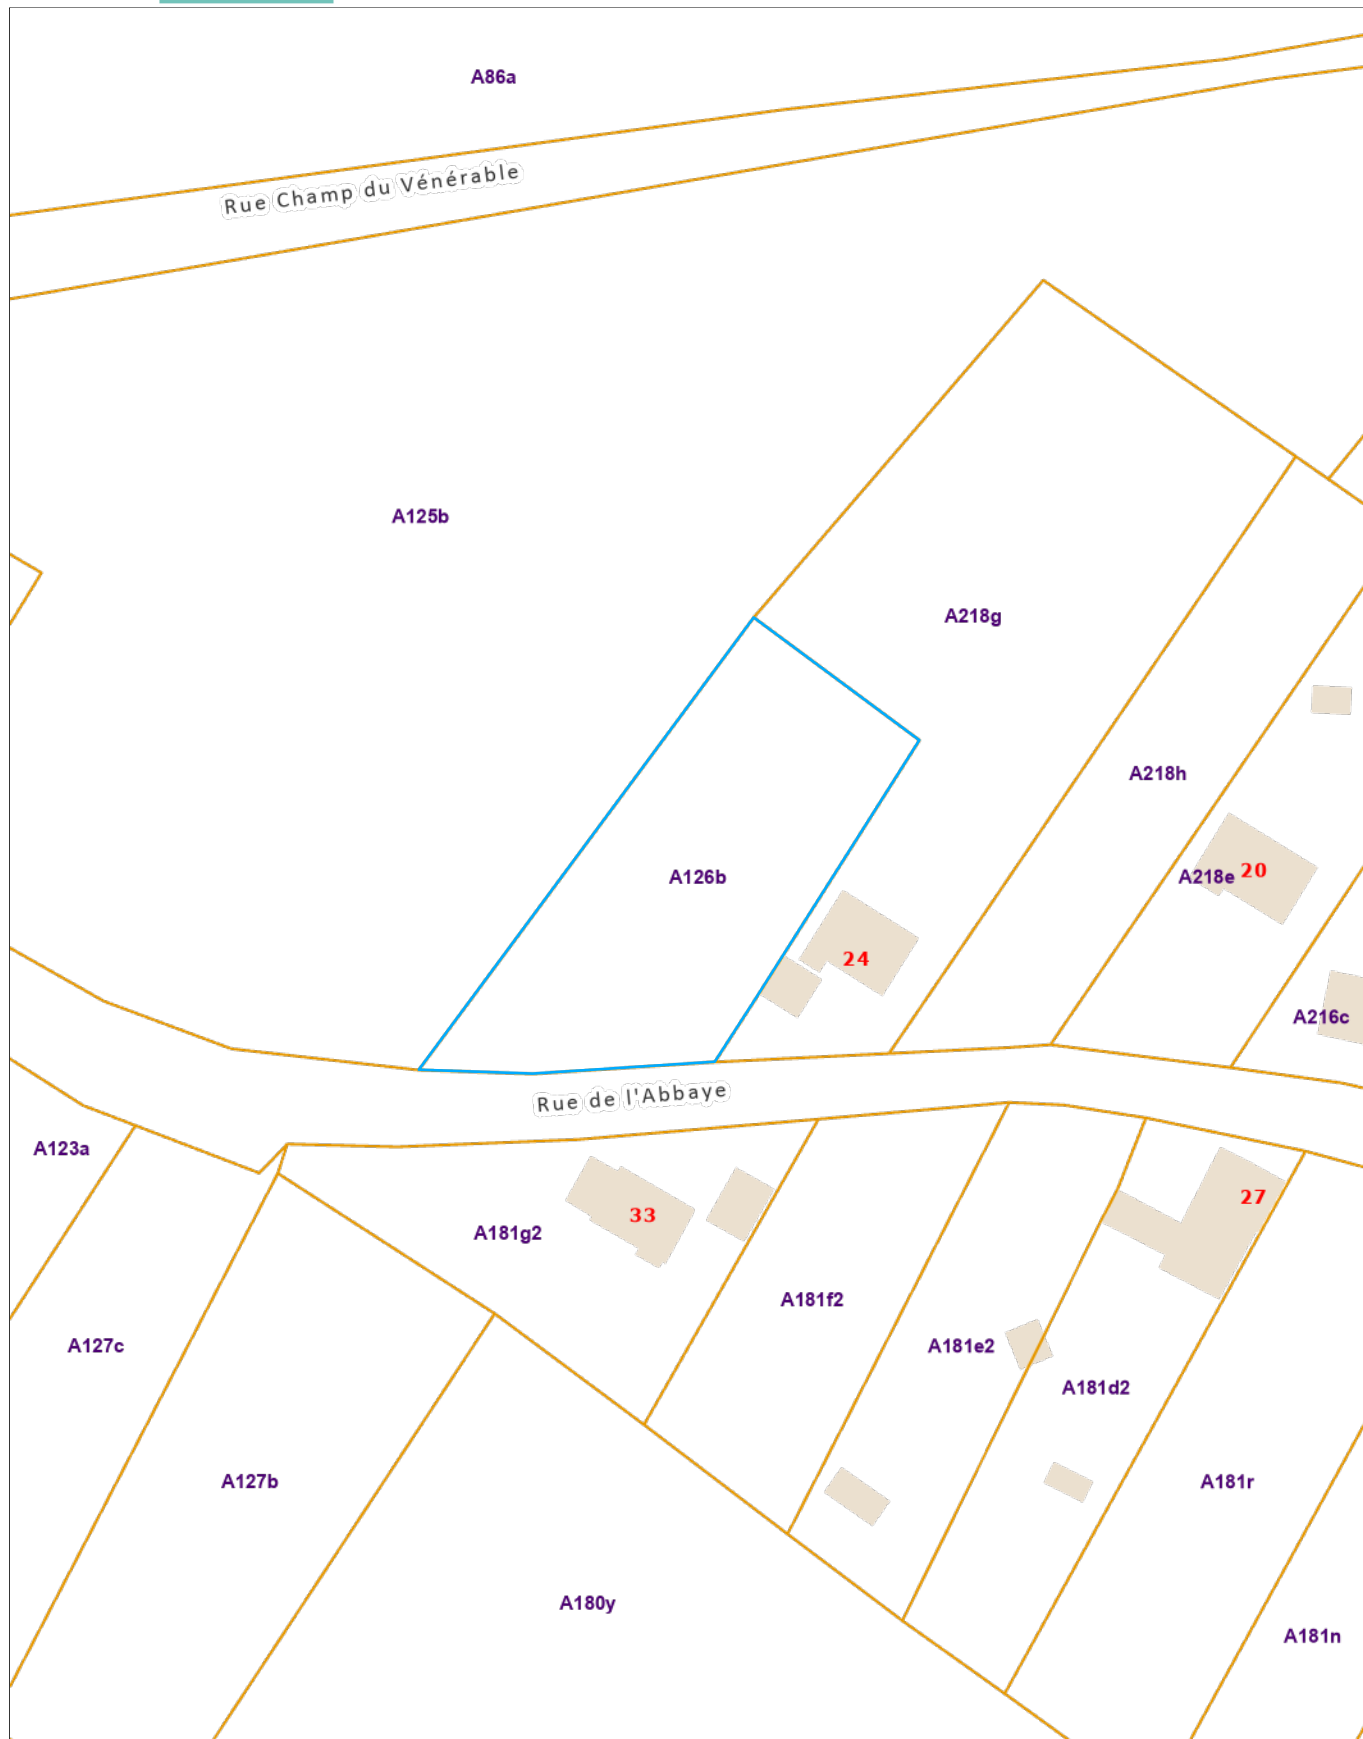 A86a
Rue Champ du Vénérable
A125b
A218g
A218h
A126b
A218e
20
24
A216c
Rue de l'Abbaye
A123a
27
33
A181g2
A181f2
A127c
A181e2
A181d2
A127b
A181r
A180y
A181n